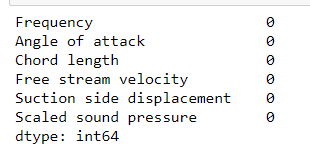 Frequency 0
Angle of attack 0
Chord length 0
Free stream velocity 0
Suction side displacement 0
Scaled sound pressure 0
dtype: int64